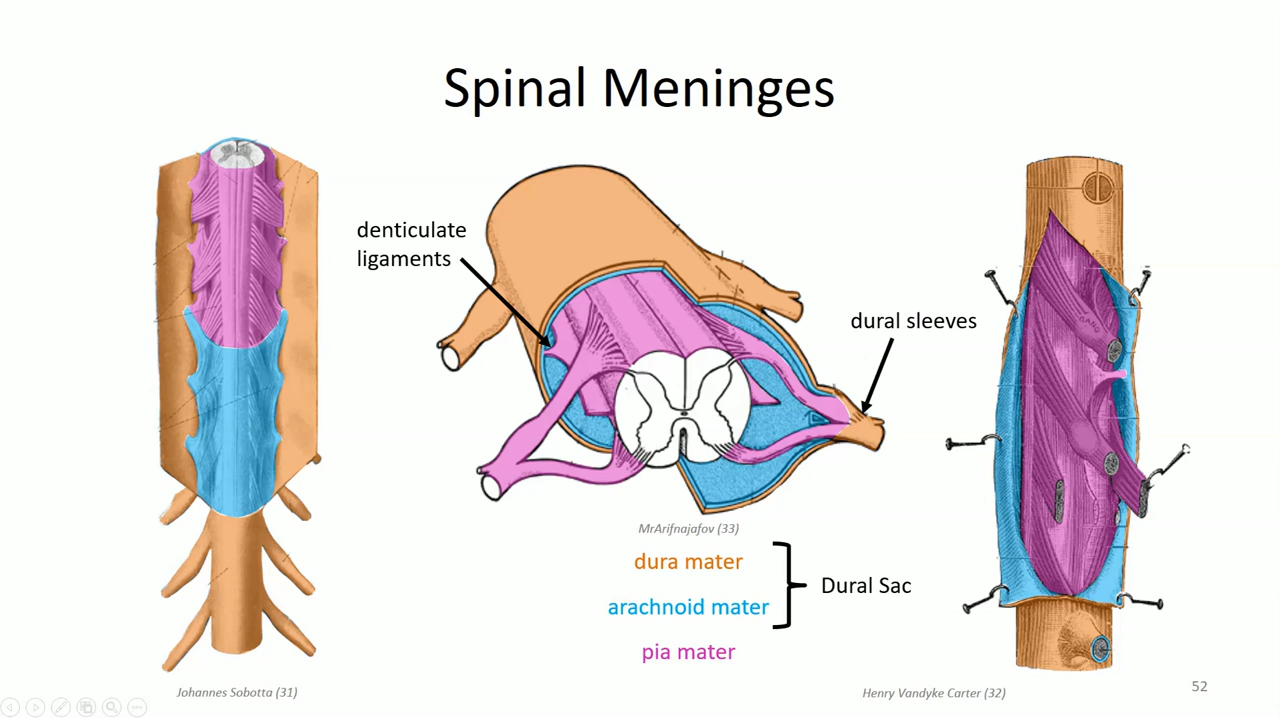 Spinal Meninges
denticulate
ligaments
dural sleeves
MrArifnajafov (33)
dura mater
arachnoid mater
Dural Sac
pia mater
Johannes Sobotta (31)
Henry Vandyke Carter (32)
52